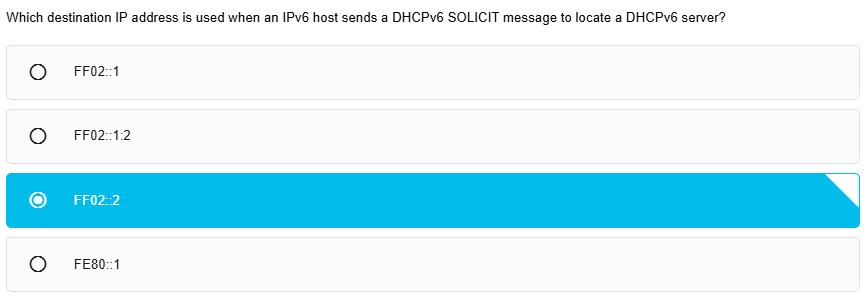 Which destination IP address is used when an IPv6 host sends a DHCPv6 SOLICIT message to locate a DHCPv6 server?
FF02::1
FF02::1:2
FF02::2
FE80::1